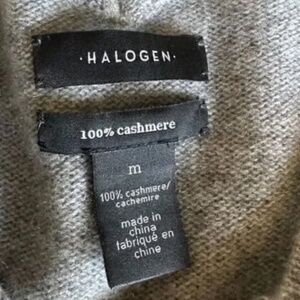 ·HALOGEN·
100% cashmere
m
100% cashmere/
cachemire
made in
china
fabriqué en
chine